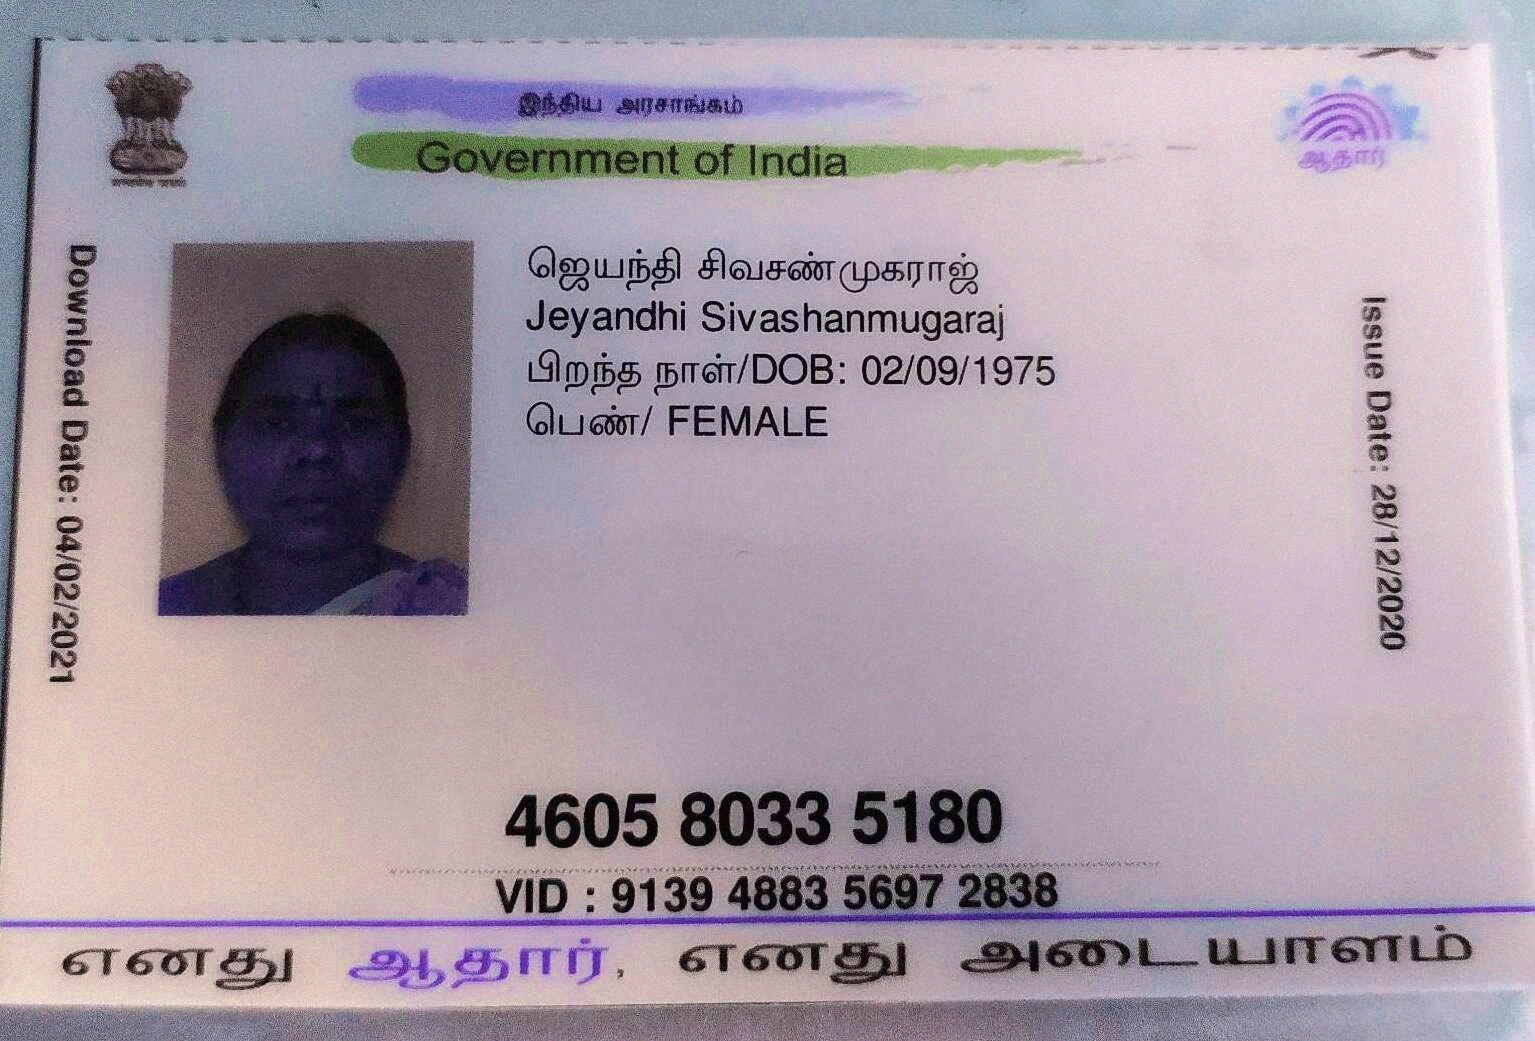 இந்திய அரசாங்கம்
Government of India
ஆதார்
Download Date: 04/02/2021
ஜெயந்தி சிவசண்முகராஜ்
Jeyandhi Sivashanmugaraj
பிறந்த நாள்/DOB: 02/09/1975
பெண்/ FEMALE
Issue Date: 28/12/2020
4605 8033 5180
VID : 9139 4883 5697 2838
எனது ஆதார், எனது அடையாளம்